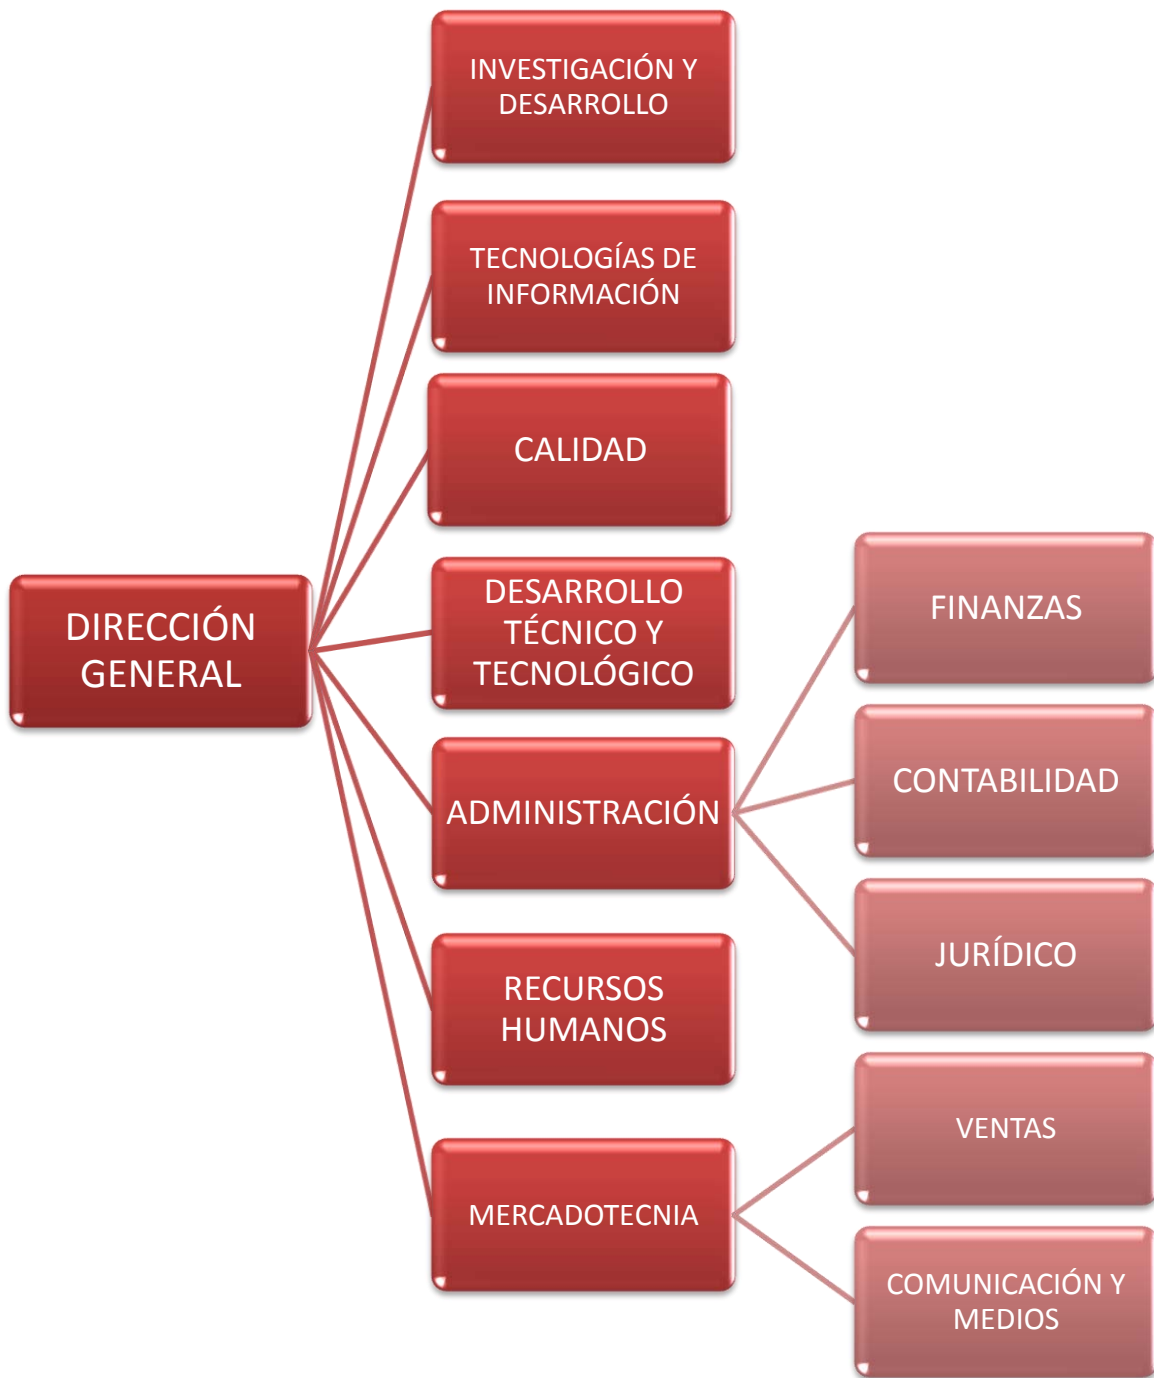 INVESTIGACIÓN Y
DESARROLLO
TECNOLOGÍAS DE
INFORMACIÓN
CALIDAD
DIRECCIÓN
GENERAL
DESARROLLO
TÉCNICO Y
TECNOLÓGICO
ADMINISTRACIÓN
RECURSOS
HUMANOS
MERCADOTECNIA
FINANZAS
CONTABILIDAD
JURÍDICO
VENTAS
COMUNICACIÓN Y
MEDIOS